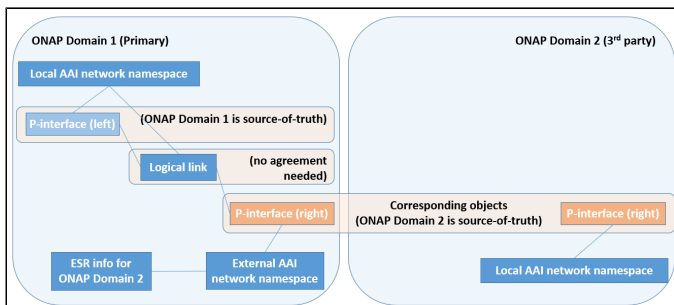 ONAP Domain 1 (Primary)
ONAP Domain 2 (3rd party)
Local AAI network namespace
P-interface (left)
(ONAP Domain 1 is source-of-truth)
Logical link
(no agreement
needed)
P-interface (right)
Corresponding objects
(ONAP Domain 2 is source-of-truth)
P-interface (right)
ESR info for
ONAP Domain 2
External AAI
network namespace
Local AAI network namespace